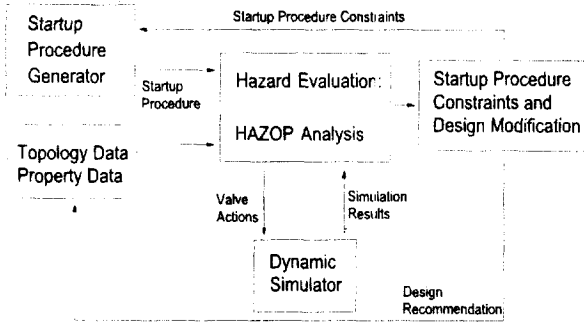 Startup Procedure Constraints
Startup
Procedure
Generator
Startup
Procedure
Hazard Evaluation:
HAZOP Analysis
Startup Procedure
Constraints and
Design Modification
Topology Data
Property Data
Valve
Actions
Simulation
Results
Dynamic
Simulator
Design
Recommendation